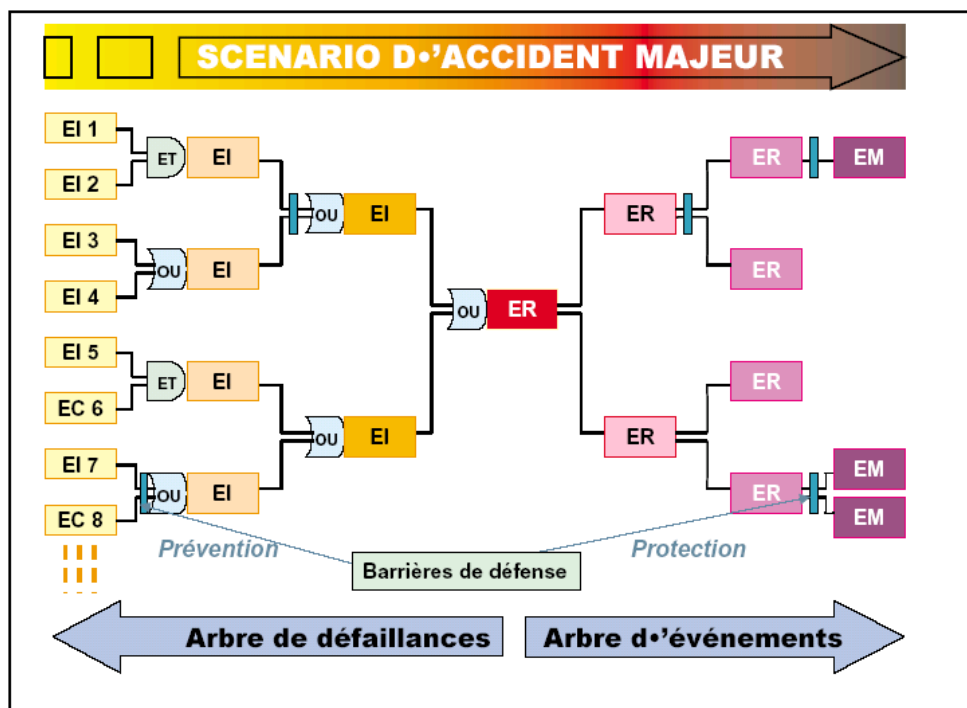 SCENARIO D•'ACCIDENT MAJEUR
EI 1
EI 2
EI 3
EI 4
EI 5
EC 6
EI 7
EC 8
ET
EI
OU
EI
ET
EI
OU
EI
OU
EI
OU
EI
OU
ER
ER
ER
ER
ER
ER
ER
EM
EM
EM
Prévention
Protection
Barrières de défense
Arbre de défaillances
Arbre d•'événements